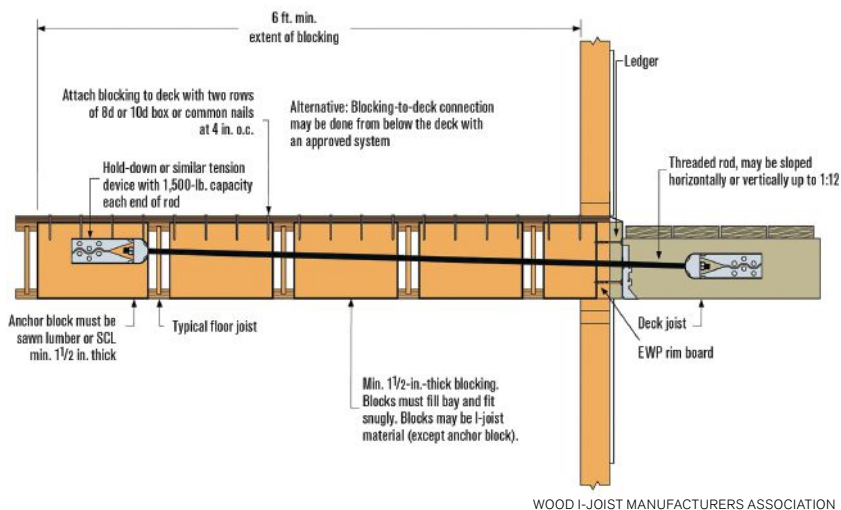 6 ft. min.
extent of blocking
Ledger
Attach blocking to deck with two rows
of 8d or 10d box or common nails
at 4 in. o.c.
Alternative: Blocking-to-deck connection
may be done from below the deck with
an approved system
Hold-down or similar tension
device with 1,500-lb. capacity
each end of rod
Threaded rod, may be sloped
horizontally or vertically up to 1:12
Anchor block must be
sawn lumber or SCL
min. 1 1/2 in. thick
Typical floor joist
Deck joist
EWP rim board
Min. 1 1/2-in.-thick blocking.
Blocks must fill bay and fit
snugly. Blocks may be I-joist
material (except anchor block).
WOOD I-JOIST MANUFACTURERS ASSOCIATION